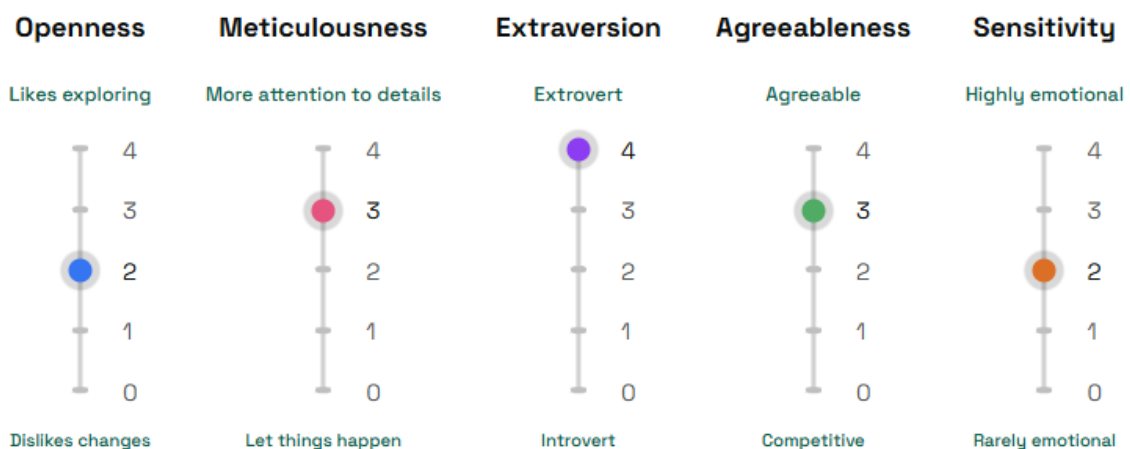 Openness Meticulousness Extraversion Agreeableness Sensitivity
Likes exploring More attention to details Extrovert Agreeable Highly emotional
4 4 4 4 4
3 3 3 3 3
2 2 2 2 2
1 1 1 1 1
0 0 0 0 0
Dislikes changes Let things happen Introvert Competitive Rarely emotional